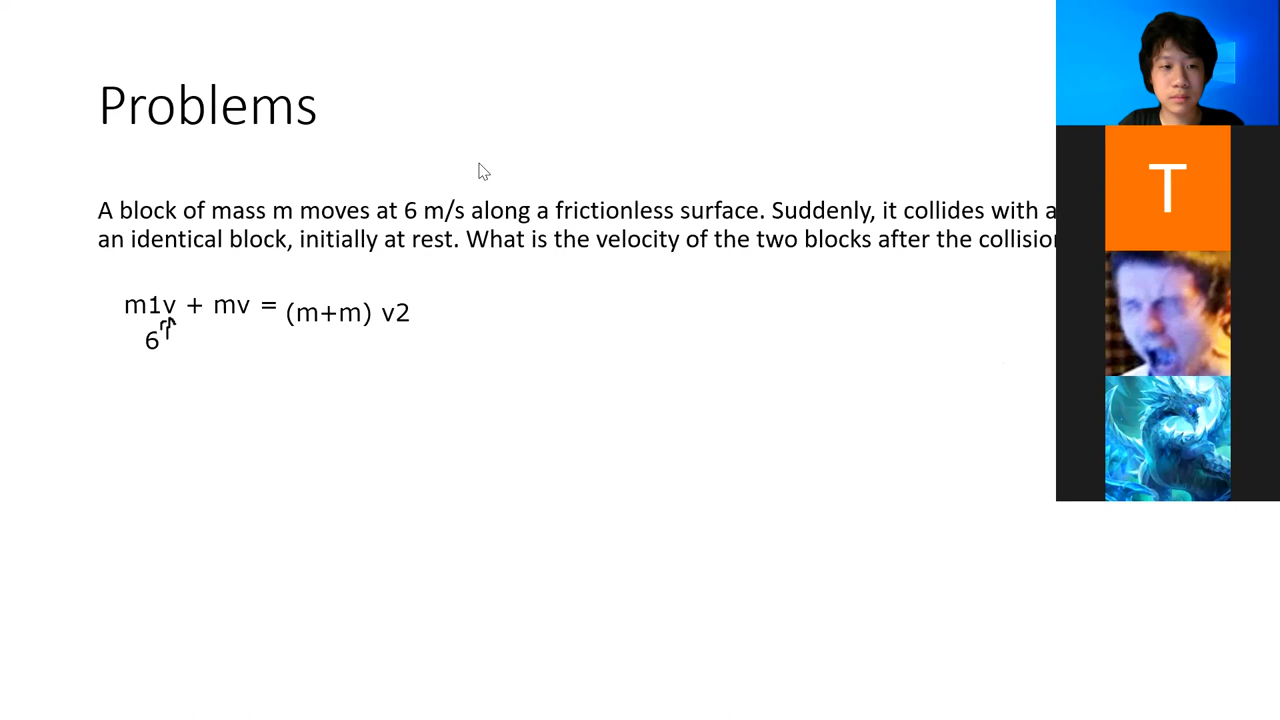 Problems
A block of mass m moves at 6 m/s along a frictionless surface. Suddenly, it collides with a
an identical block, initially at rest. What is the velocity of the two blocks after the collision
m1v + mv = (m+m) v2
6
T